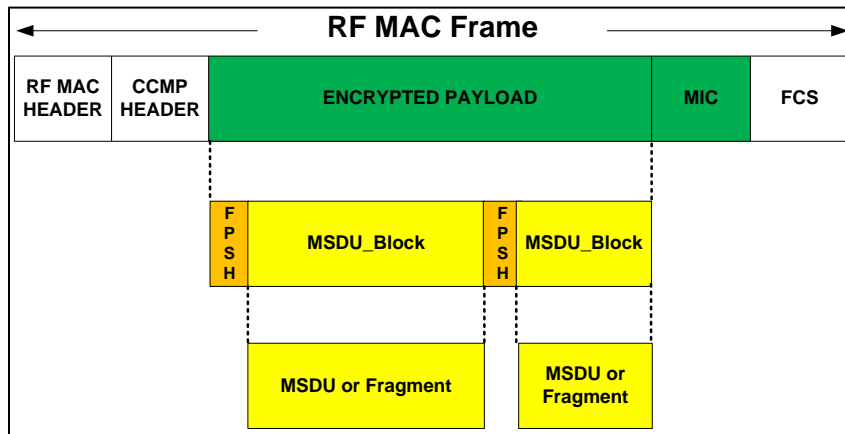 RF MAC Frame
RF MAC
HEADER
CCMP
HEADER
ENCRYPTED PAYLOAD
MIC
FCS
F
P
S
H
MSDU_Block
F
P
S
H
MSDU_Block
MSDU or Fragment
MSDU or
Fragment